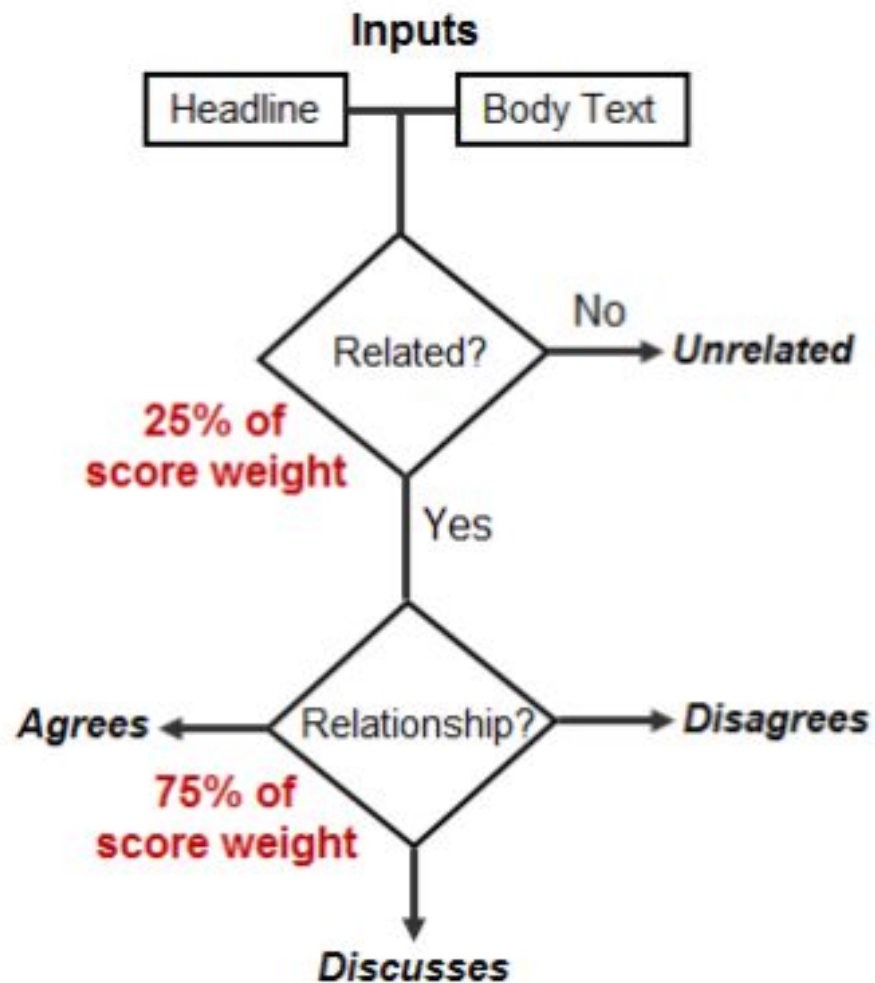 Inputs
Headline
Body Text
Related?
No
Unrelated
25% of
score weight
Yes
Agrees
Relationship?
Disagrees
75% of
score weight
Discusses